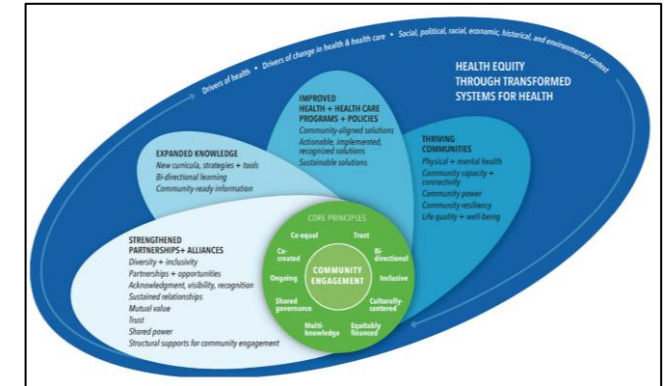 Drivers of health • Drivers of change in health & health care • Social, political, racial, economic, historical, and environmental context
HEALTH EQUITY
THROUGH TRANSFORMED
SYSTEMS FOR HEALTH
IMPROVED
HEALTH + HEALTH CARE
PROGRAMS + POLICIES
Community-aligned solutions
Actionable, implemented,
recognized solutions
Sustainable solutions
THRIVING
COMMUNITIES
Physical + mental health
Community capacity +
connectivity
Community power
Community resiliency
Life quality + well-being
EXPANDED KNOWLEDGE
New curricula, strategies + tools
Bi-directional learning
Community-ready information
STRENGTHENED
PARTNERSHIPS+ ALLIANCES
Diversity + inclusivity
Partnerships + opportunities
Acknowledgment, visibility, recognition
Sustained relationships
Mutual value
Trust
Shared power
Structural supports for community engagement
CORE PRINCIPLES
Co-equal
Trust
Co-
created
Bi-
directional
Ongoing
COMMUNITY
ENGAGEMENT
Inclusive
Shared
governance
Culturally-
centered
Multi-
knowledge
Equitably
financed